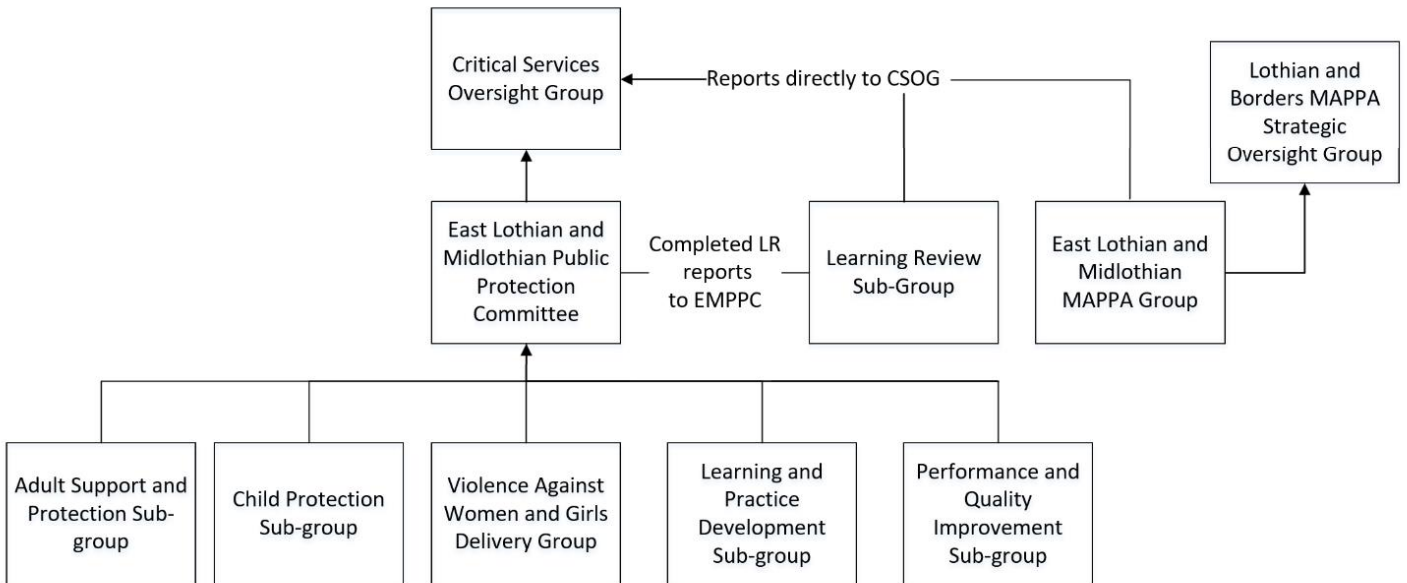 Critical Services
Oversight Group
Reports directly to CSOG
Lothian and
Borders MAPPA
Strategic
Oversight Group
East Lothian and
Midlothian Public
Protection
Committee
Completed LR
reports
to EMPPC
Learning Review
Sub-Group
East Lothian and
Midlothian
MAPPA Group
Adult Support and
Protection Sub-
group
Child Protection
Sub-group
Violence Against
Women and Girls
Delivery Group
Learning and
Practice
Development
Sub-group
Performance and
Quality
Improvement
Sub-group